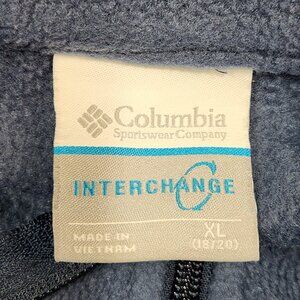 Columbia
Sportswear Company
INTERCHANGE
XL
(18/20)
MADE IN
VIETNAM